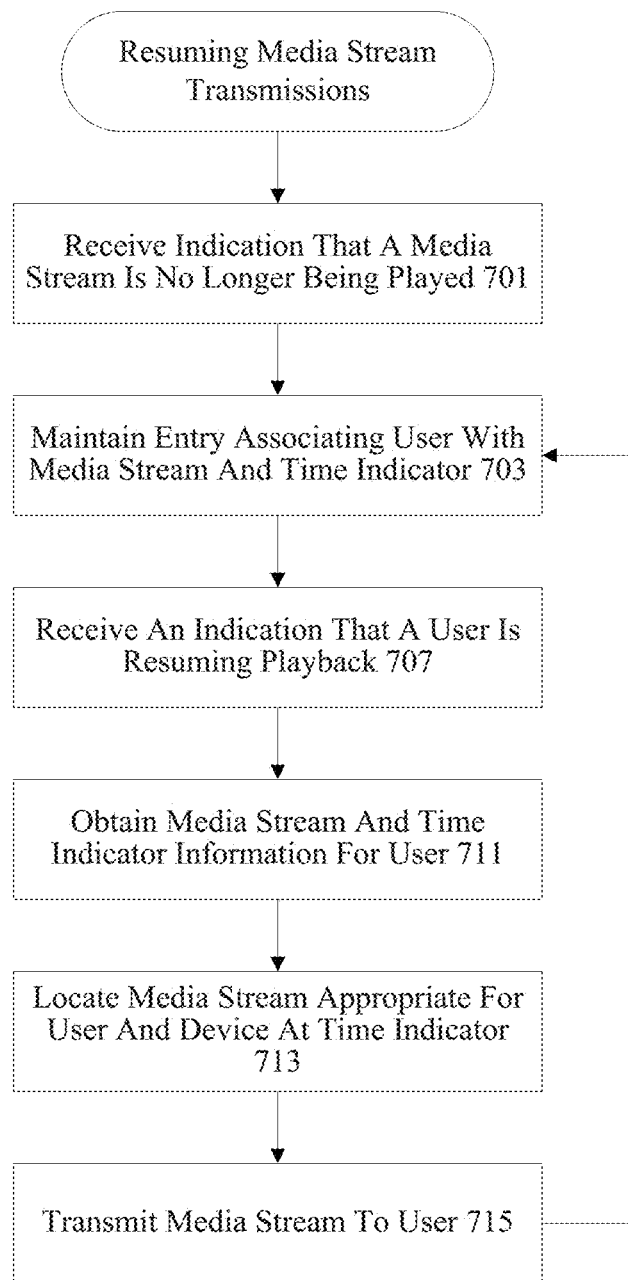 Resuming Media Stream
Transmissions
Receive Indication That A Media
Stream Is No Longer Being Played 701
Maintain Entry Associating User With
Media Stream And Time Indicator 703
Receive An Indication That A User Is
Resuming Playback 707
Obtain Media Stream And Time
Indicator Information For User 711
Locate Media Stream Appropriate For
User And Device At Time Indicator
713
Transmit Media Stream To User 715